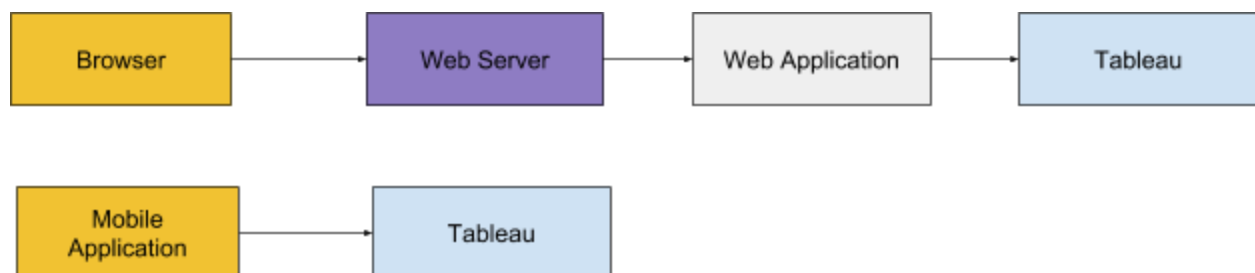 Browser
Web Server
Web Application
Tableau
Mobile
Application
Tableau